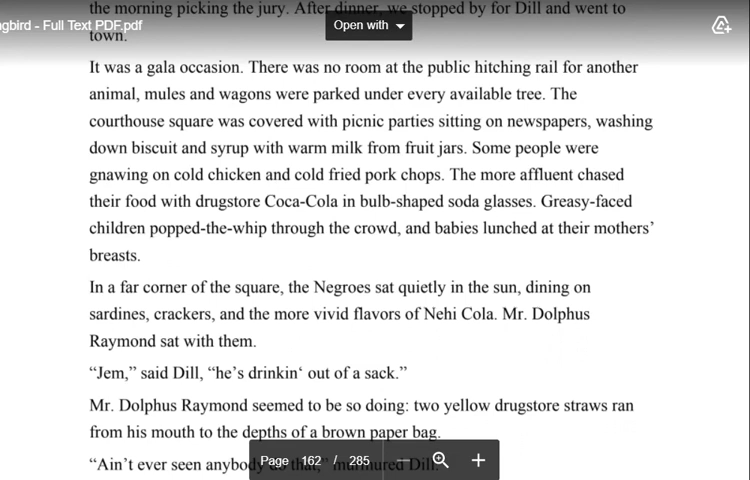 the morning picking the jury. After dinner, we stopped by for Dill and went to
ngbird - Full Text PDF.pdf
Open with
town.
It was a gala occasion. There was no room at the public hitching rail for another
animal, mules and wagons were parked under every available tree. The
courthouse square was covered with picnic parties sitting on newspapers, washing
down biscuit and syrup with warm milk from fruit jars. Some people were
gnawing on cold chicken and cold fried pork chops. The more affluent chased
their food with drugstore Coca-Cola in bulb-shaped soda glasses. Greasy-faced
children popped-the-whip through the crowd, and babies lunched at their mothers’
breasts.
In a far corner of the square, the Negroes sat quietly in the sun, dining on
sardines, crackers, and the more vivid flavors of Nehi Cola. Mr. Dolphus
Raymond sat with them.
“Jem,” said Dill, “he’s drinkin‘ out of a sack.”
Mr. Dolphus Raymond seemed to be so doing: two yellow drugstore straws ran
from his mouth to the depths of a brown paper bag.
“Ain’t ever seen anybody do that,” murmured Dill.
Page 162 / 285